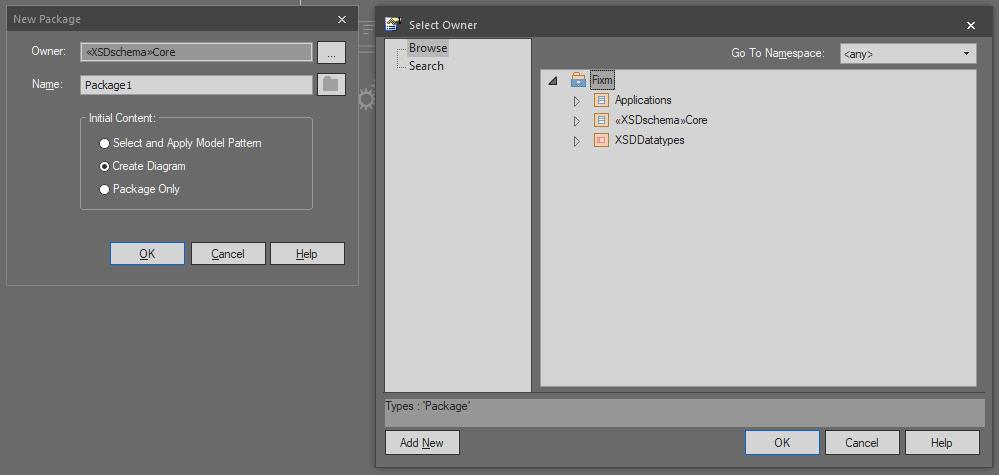 New Package
Owner:
«XSDschema»Core
...
Name:
Package1
Initial Content:
Select and Apply Model Pattern
Create Diagram
Package Only
OK
Cancel
Help
Select Owner
Browse
Search
Go To Namespace:
<any>
Fixm
Applications
«XSDschema»Core
XSDDatatypes
Types : 'Package'
Add New
OK
Cancel
Help